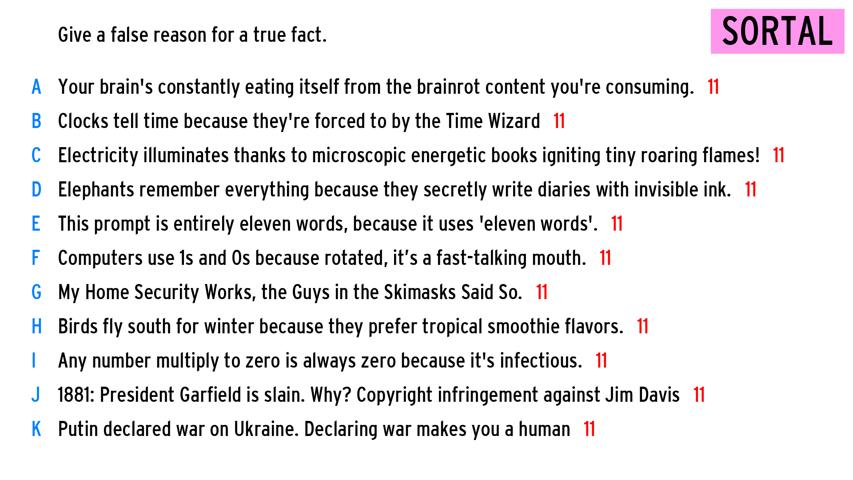 Give a false reason for a true fact.
SORTAL
A Your brain's constantly eating itself from the brainrot content you're consuming. 11
B Clocks tell time because they're forced to by the Time Wizard 11
C Electricity illuminates thanks to microscopic energetic books igniting tiny roaring flames! 11
D Elephants remember everything because they secretly write diaries with invisible ink. 11
E This prompt is entirely eleven words, because it uses 'eleven words'. 11
F Computers use 1s and 0s because rotated, it’s a fast-talking mouth. 11
G My Home Security Works, the Guys in the Skimasks Said So. 11
H Birds fly south for winter because they prefer tropical smoothie flavors. 11
I Any number multiply to zero is always zero because it's infectious. 11
J 1881: President Garfield is slain. Why? Copyright infringement against Jim Davis 11
K Putin declared war on Ukraine. Declaring war makes you a human 11